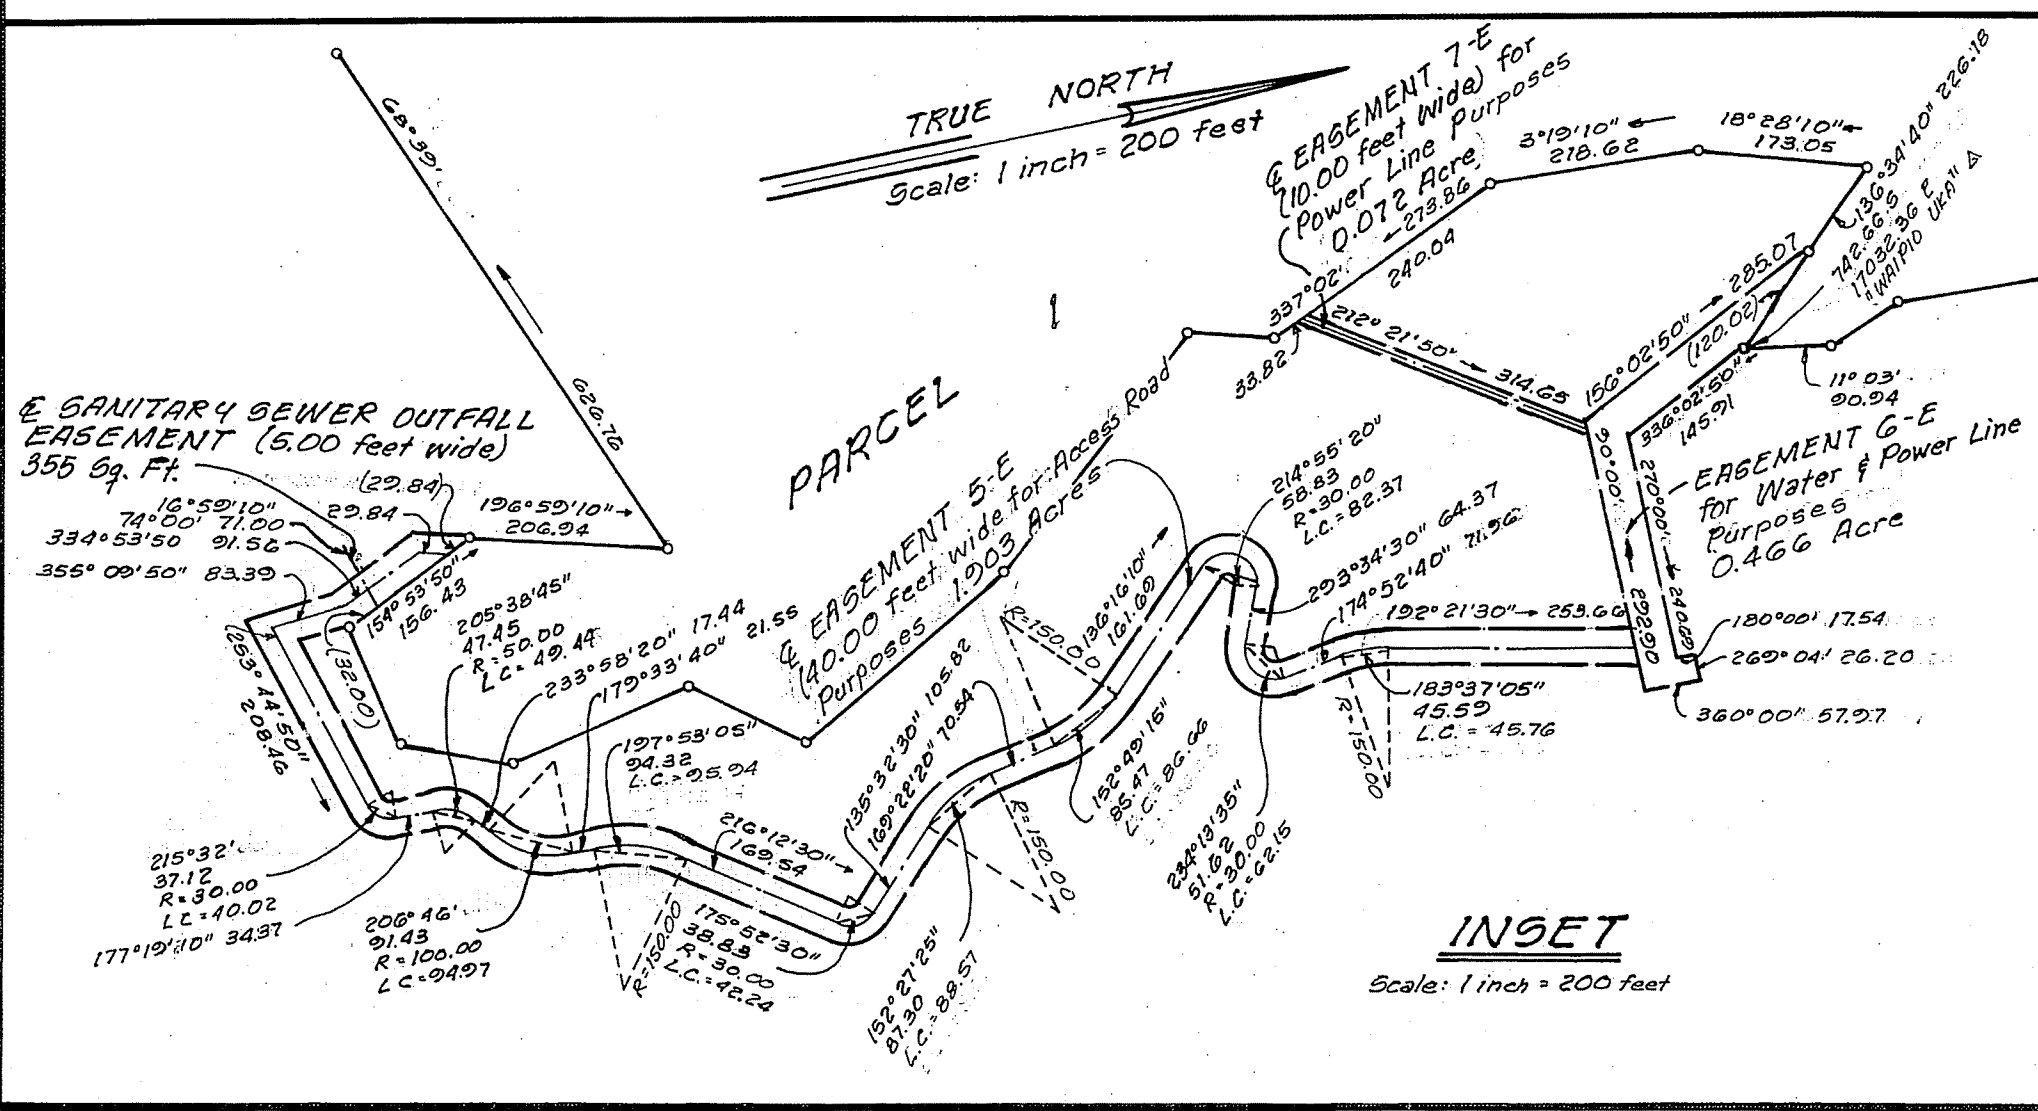 TRUE NORTH
Scale: 1 inch = 200 feet
℄ EASEMENT 7-E
(10.00 feet wide) for
Power Line Purposes
0.072 Acre
68°39'
626.76
3°19'10"
218.62
18°28'10"
173.05
136°34'40" 226.18
742.66 S
17032.36 E
"WAIPIO UKA" △
273.86
240.04
337°02'
33.82
212° 21'50"
314.65
156°02'50"
285.07
(120.02)
336°02'50"
145.91
11° 03'
90.94
EASEMENT 6-E
for Water & Power Line
Purposes
0.466 Acre
90°00'
292.90
270°00'
240.69
180°00' 17.54
269°04' 26.20
360°00' 57.97
PARCEL 1
℄ SANITARY SEWER OUTFALL
EASEMENT (5.00 feet wide)
355 Sq. Ft.
(29.84)
16°59'10"
29.84
196°59'10"
206.94
74°00' 71.00
334°53'50 91.56
355° 09'50" 83.39
154° 53'50"
156.43
(32.00)
253° 44'50"
208.46
205°38'45"
47.45
R=50.00
L C= 49.44
233°58'20" 17.44
179°33'40" 21.55
℄ EASEMENT 5-E
(40.00 feet wide for Access Road
Purposes 1.903 Acres
197°53'05"
94.32
L.C.=95.94
215°32'
37.12
R=30.00
L C=40.02
177°19'10" 34.37
206°46'
91.43
R=100.00
L C=94.97
R=150.00
216°12'30"
169.54
175°52'30"
38.83
R=30.00
L.C.=42.24
135°32'30" 105.82
169°22'20" 70.54
152°27'25"
87.30
L.C.=88.57
R=150.00
R=150.00
136°16'10"
161.69
152°49'15"
85.47
L.C.=86.66
214°55'20"
58.83
R=30.00
L.C.=82.37
293°34'30" 64.37
174°52'40" 71.96
192° 21'30" 253.66
234°13'35"
51.62
R=30.00
L.C.=62.15
183°37'05"
45.59
L.C. = 45.76
R=150.00
INSET
Scale: 1 inch = 200 feet